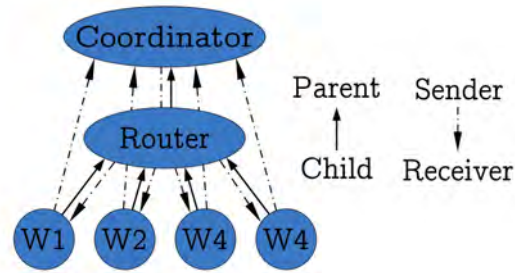 Coordinator
Parent Sender
Router
Child Receiver
W1 W2 W4 W4